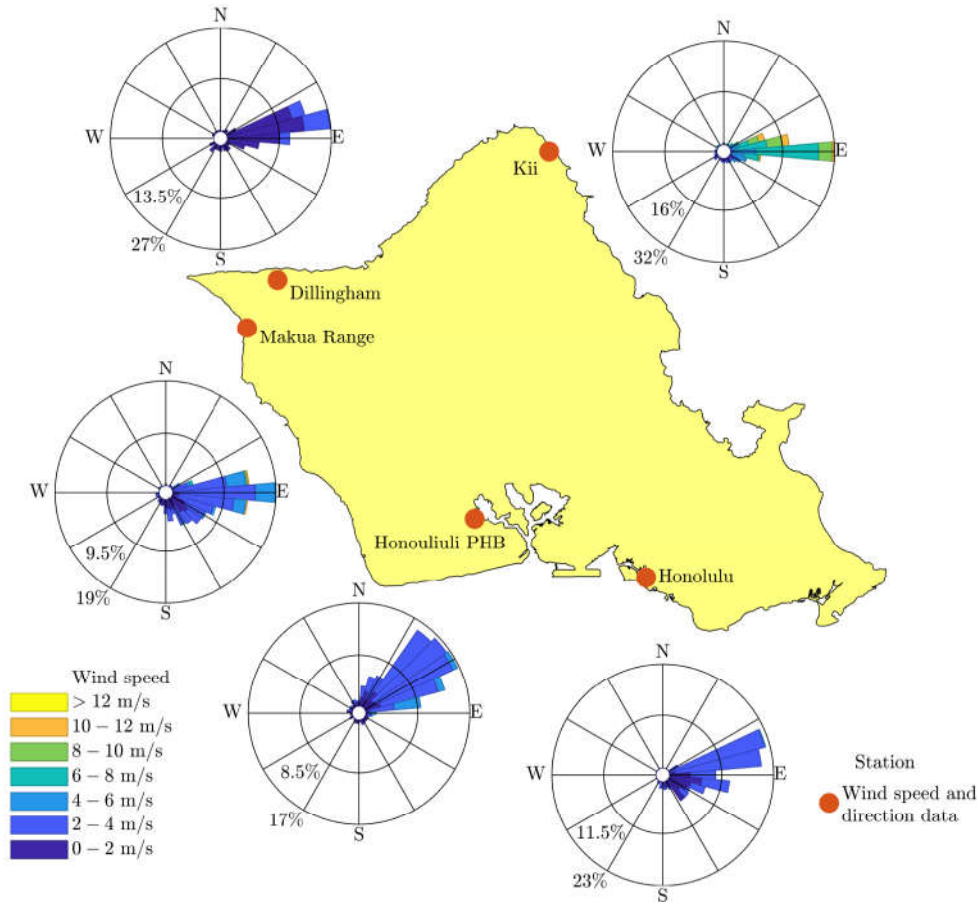 N
W
E
S
13.5%
27%
N
W
E
S
16%
32%
Kii
Dillingham
Makua Range
N
W
E
S
9.5%
19%
Honouliuli PHB
Honolulu
N
W
E
S
8.5%
17%
N
W
E
S
11.5%
23%
Wind speed
> 12 m/s
10 − 12 m/s
8 − 10 m/s
6 − 8 m/s
4 − 6 m/s
2 − 4 m/s
0 − 2 m/s
Station
Wind speed and
direction data